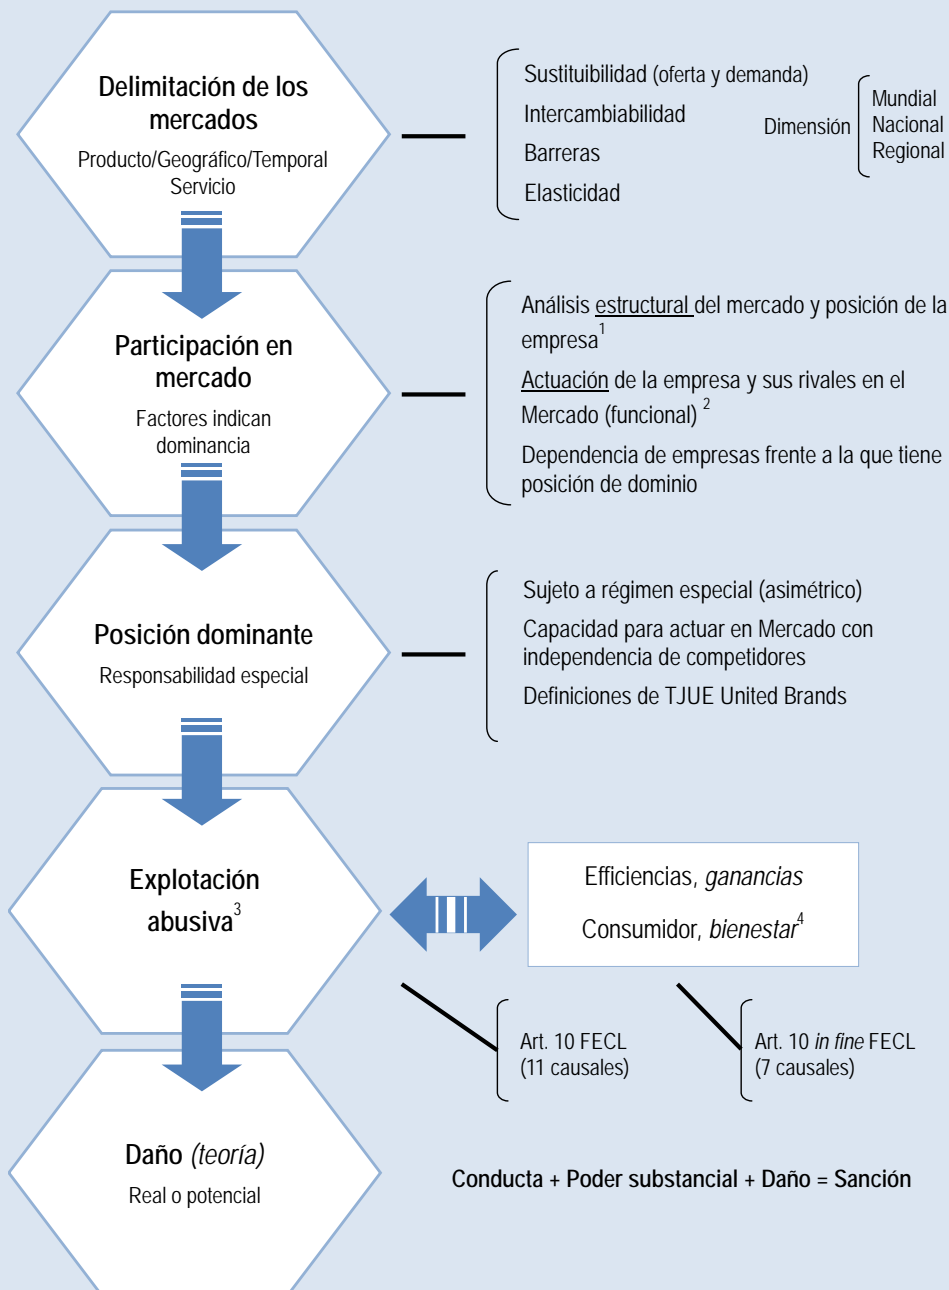 Delimitación de los
mercados
Producto/Geográfico/Temporal
Servicio
Sustituibilidad (oferta y demanda)
Intercambiabilidad
Barreras
Elasticidad
Dimensión
Mundial
Nacional
Regional
Participación en
mercado
Factores indican
dominancia
Análisis estructural del mercado y posición de la
empresa1
Actuación de la empresa y sus rivales en el
Mercado (funcional) 2
Dependencia de empresas frente a la que tiene
posición de dominio
Posición dominante
Responsabilidad especial
Sujeto a régimen especial (asimétrico)
Capacidad para actuar en Mercado con
independencia de competidores
Definiciones de TJUE United Brands
Explotación
abusiva3
Efficiencias, ganancias
Consumidor, bienestar4
Art. 10 FECL
(11 causales)
Art. 10 in fine FECL
(7 causales)
Daño (teoría)
Real o potencial
Conducta + Poder substancial + Daño = Sanción